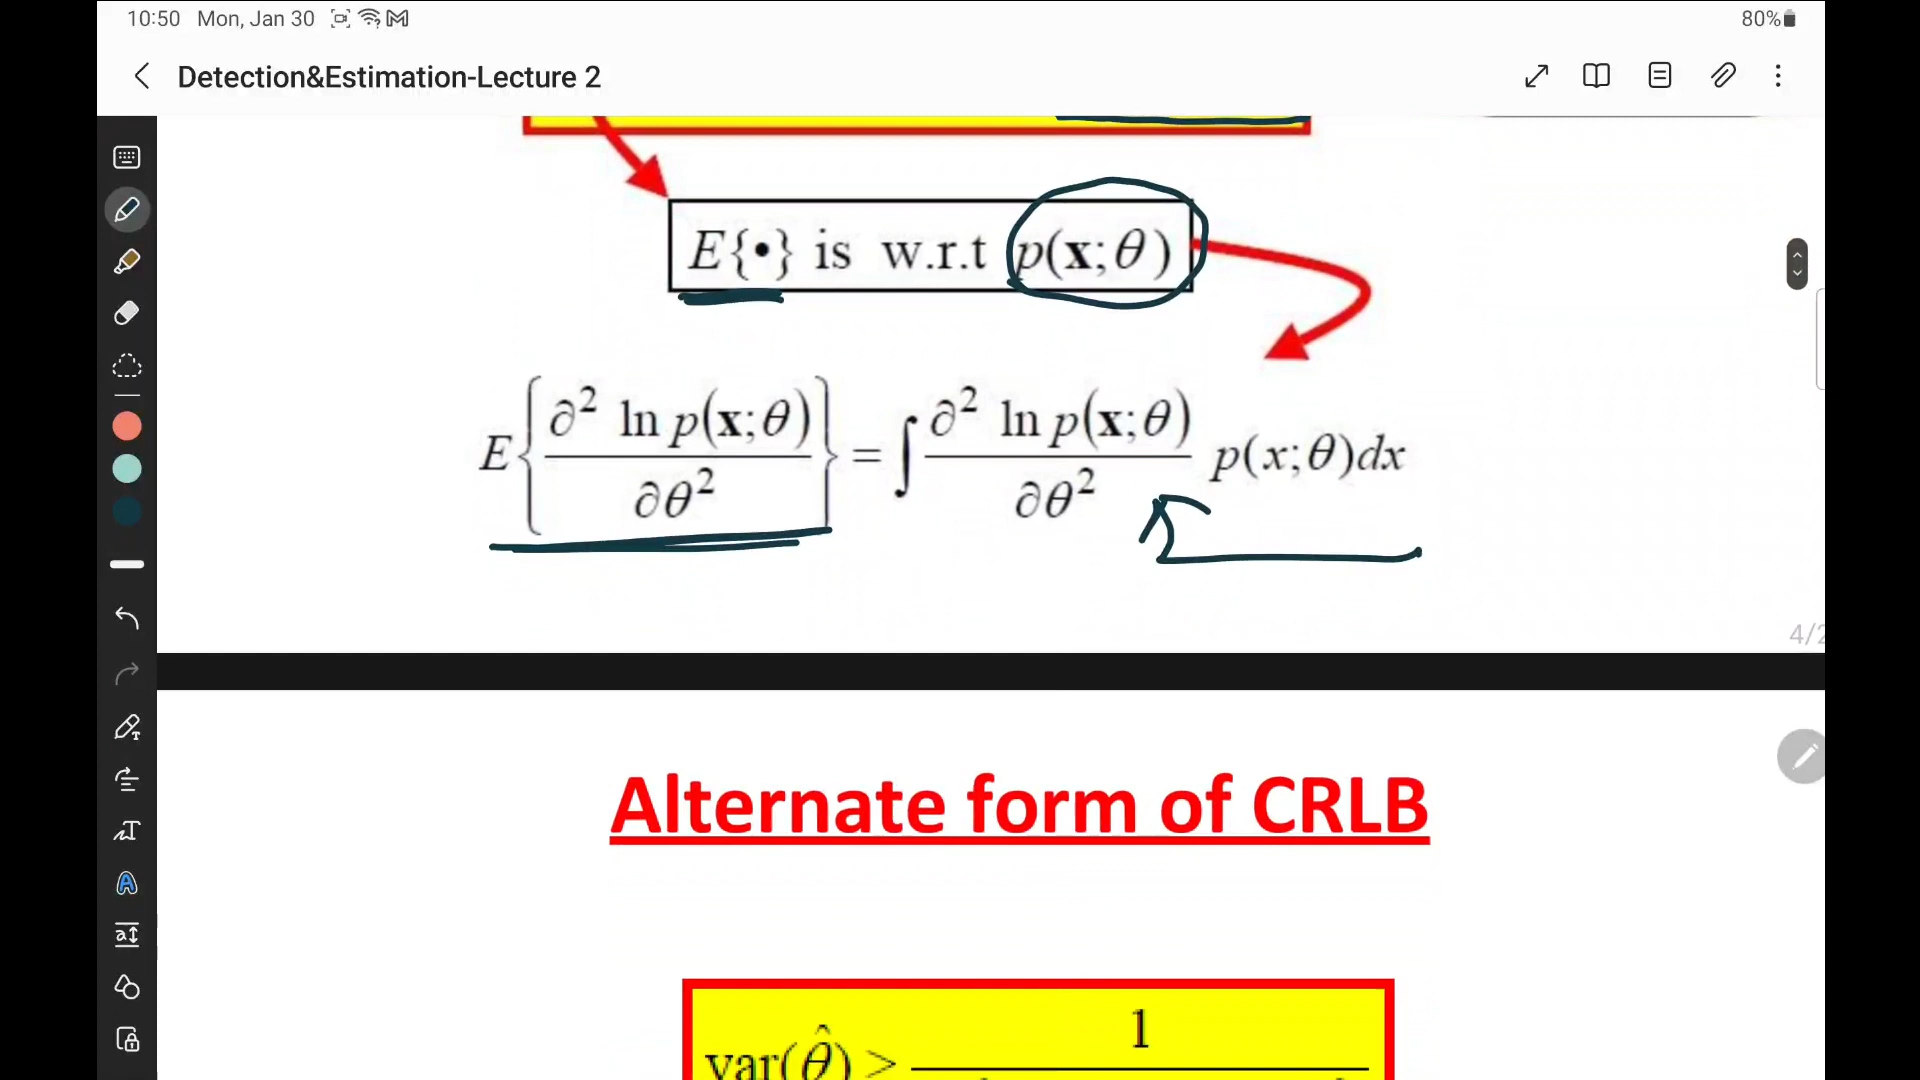 10:50 Mon, Jan 30
80%
Detection&Estimation-Lecture 2
E{•} is w.r.t p(x;θ)
E{∂² ln p(x;θ) / ∂θ²} = ∫ ∂² ln p(x;θ) / ∂θ² p(x;θ)dx
4/2
Alternate form of CRLB
1
var(θ̂) ≥